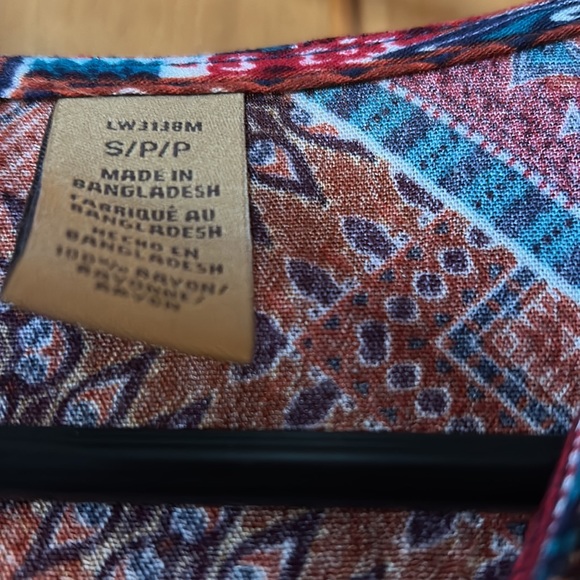 LW3138M
S/P/P
MADE IN
BANGLADESH
FABRIQUÉ AU
BANGLADESH
HECHO EN
BANGLADESH
100% RAYON/
RAYONNE/
RAYON